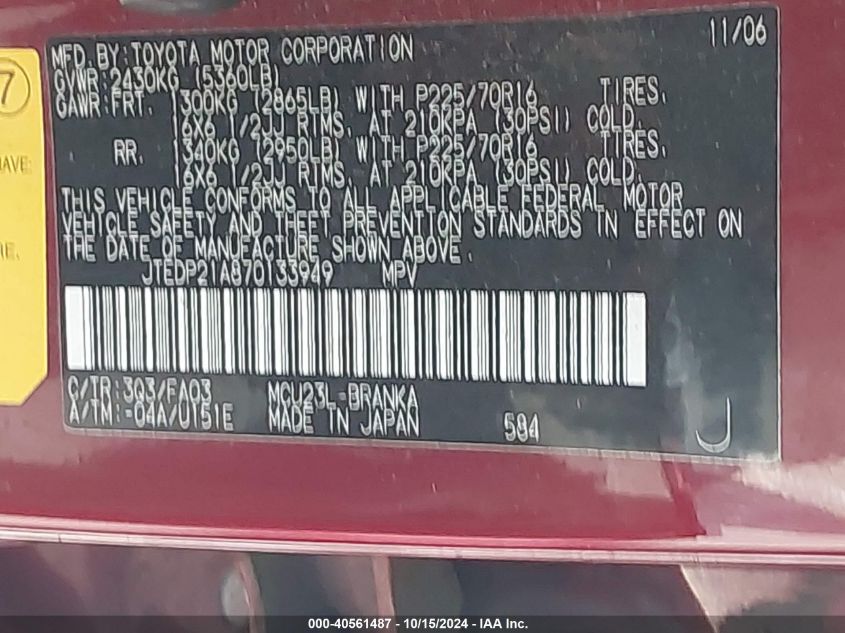 11/06
MFD. BY: TOYOTA MOTOR CORPORATION
GVWR: 2430KG (5360LB)
GAWR: FRT. 1300KG (2865LB) WITH P225/70R16 TIRES.
16X6 1/2JJ RIMS. AT 210KPA (30PSI) COLD.
RR. 1340KG (2950LB) WITH P225/70R16 TIRES.
16X6 1/2JJ RIMS. AT 210KPA (30PSI) COLD.
THIS VEHICLE CONFORMS TO ALL APPLICABLE FEDERAL MOTOR
VEHICLE SAFETY AND THEFT PREVENTION STANDARDS IN EFFECT ON
THE DATE OF MANUFACTURE SHOWN ABOVE.
JTEDP21A870133949 MPV
C/TR: 3Q3/FA03 MCU23L-BRANKA
A/TM: -04A/U151E MADE IN JAPAN 584
J
7
000-40561487 - 10/15/2024 - IAA Inc.